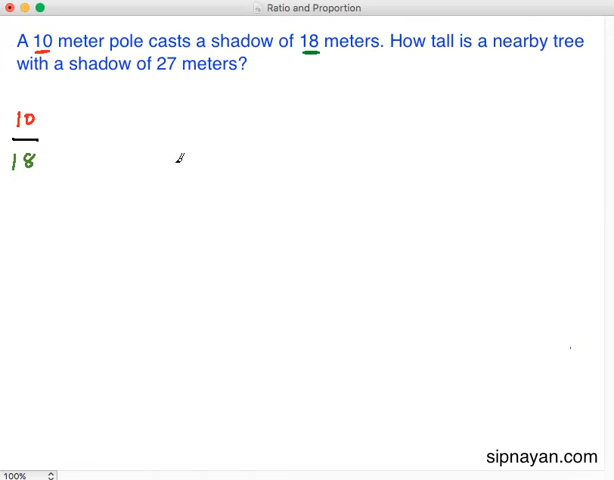 Ratio and Proportion
A 10 meter pole casts a shadow of 18 meters. How tall is a nearby tree
with a shadow of 27 meters?
10
18
sipnayan.com
100%